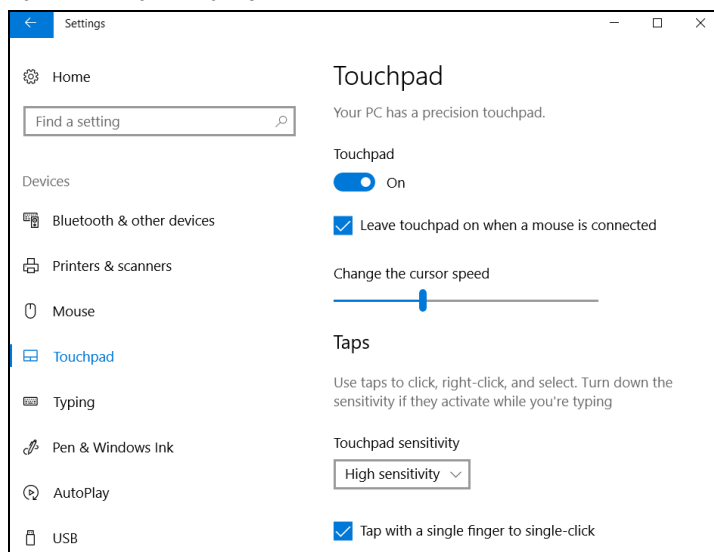 Settings
Home
Find a setting
Devices
Bluetooth & other devices
Printers & scanners
Mouse
Touchpad
Typing
Pen & Windows Ink
AutoPlay
USB
Touchpad
Your PC has a precision touchpad.
Touchpad
On
Leave touchpad on when a mouse is connected
Change the cursor speed
Taps
Use taps to click, right-click, and select. Turn down the
sensitivity if they activate while you're typing
Touchpad sensitivity
High sensitivity
Tap with a single finger to single-click